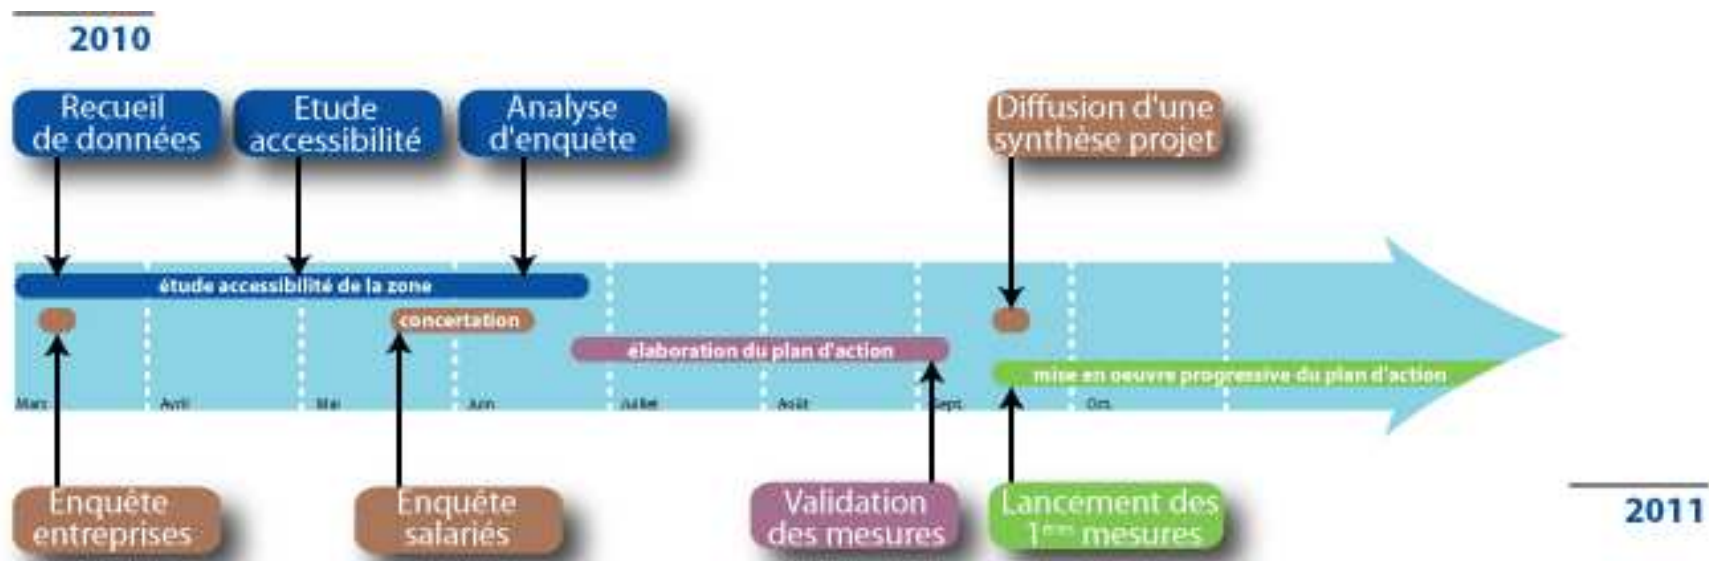 2010
Recueil
de données
Etude
accessibilité
Analyse
d'enquête
Diffusion d'une
synthèse projet
étude accessibilité de la zone
concertation
élaboration du plan d'action
mise en oeuvre progressive du plan d'action
Mars
Avril
Mai
Juin
Juillet
Août
Sept.
Oct.
Enquête
entreprises
Enquête
salariés
Validation
des mesures
Lancement des
1ères mesures
2011